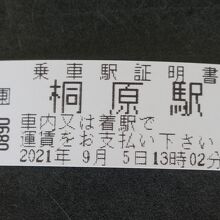 乗車駅証明書
桐原駅
0890
車内又は着駅で
運賃をお支払い下さい
2021年 9月 5日13時02分